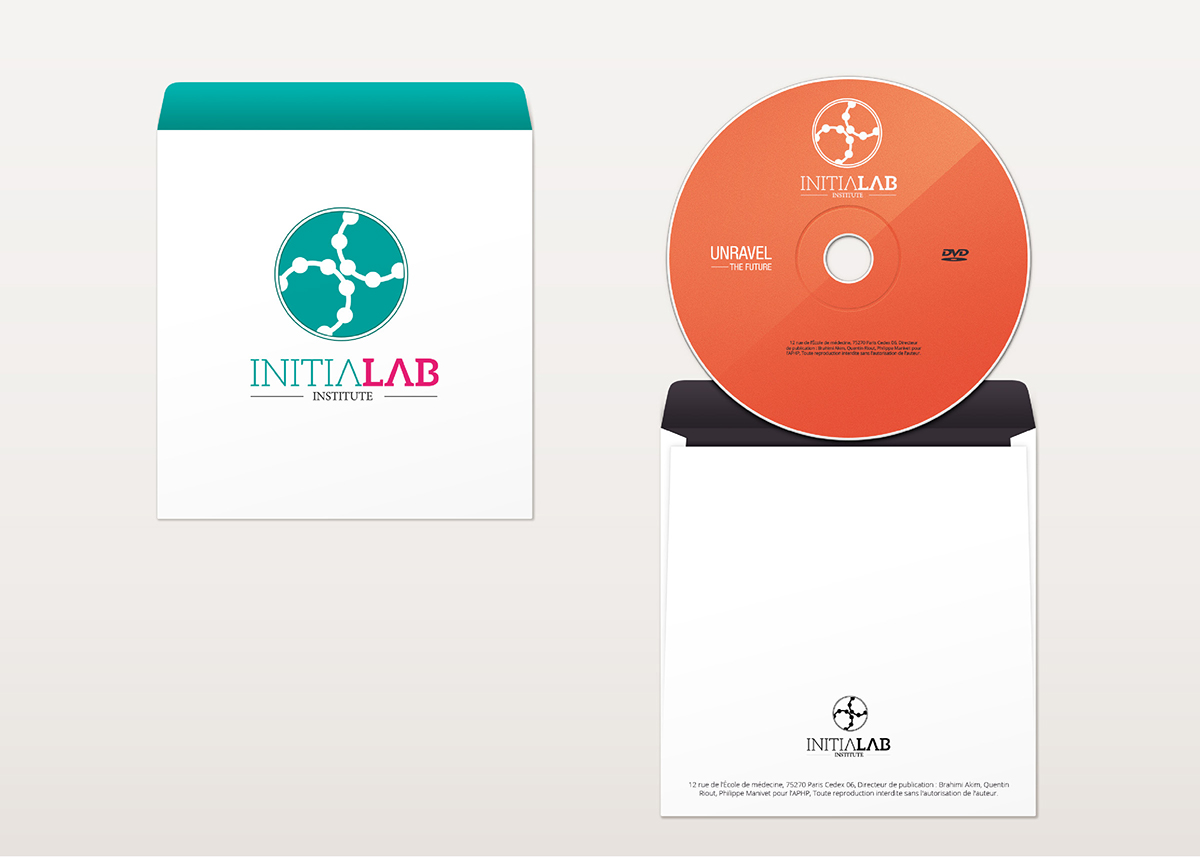 INITIALAB
INSTITUTE
INITIALAB
INSTITUTE
UNRAVEL
THE FUTURE
DVD
12 rue de l'École de médecine, 75270 Paris Cedex 06, Directeur
de publication : Brahimi Akim, Quentin Riout, Philippe Manivet pour
l'APHP, Toute reproduction interdite sans l'autorisation de l'auteur.
INITIALAB
INSTITUTE
12 rue de l'École de médecine, 75270 Paris Cedex 06, Directeur de publication : Brahimi Akim, Quentin
Riout, Philippe Manivet pour l'APHP, Toute reproduction interdite sans l'autorisation de l'auteur.